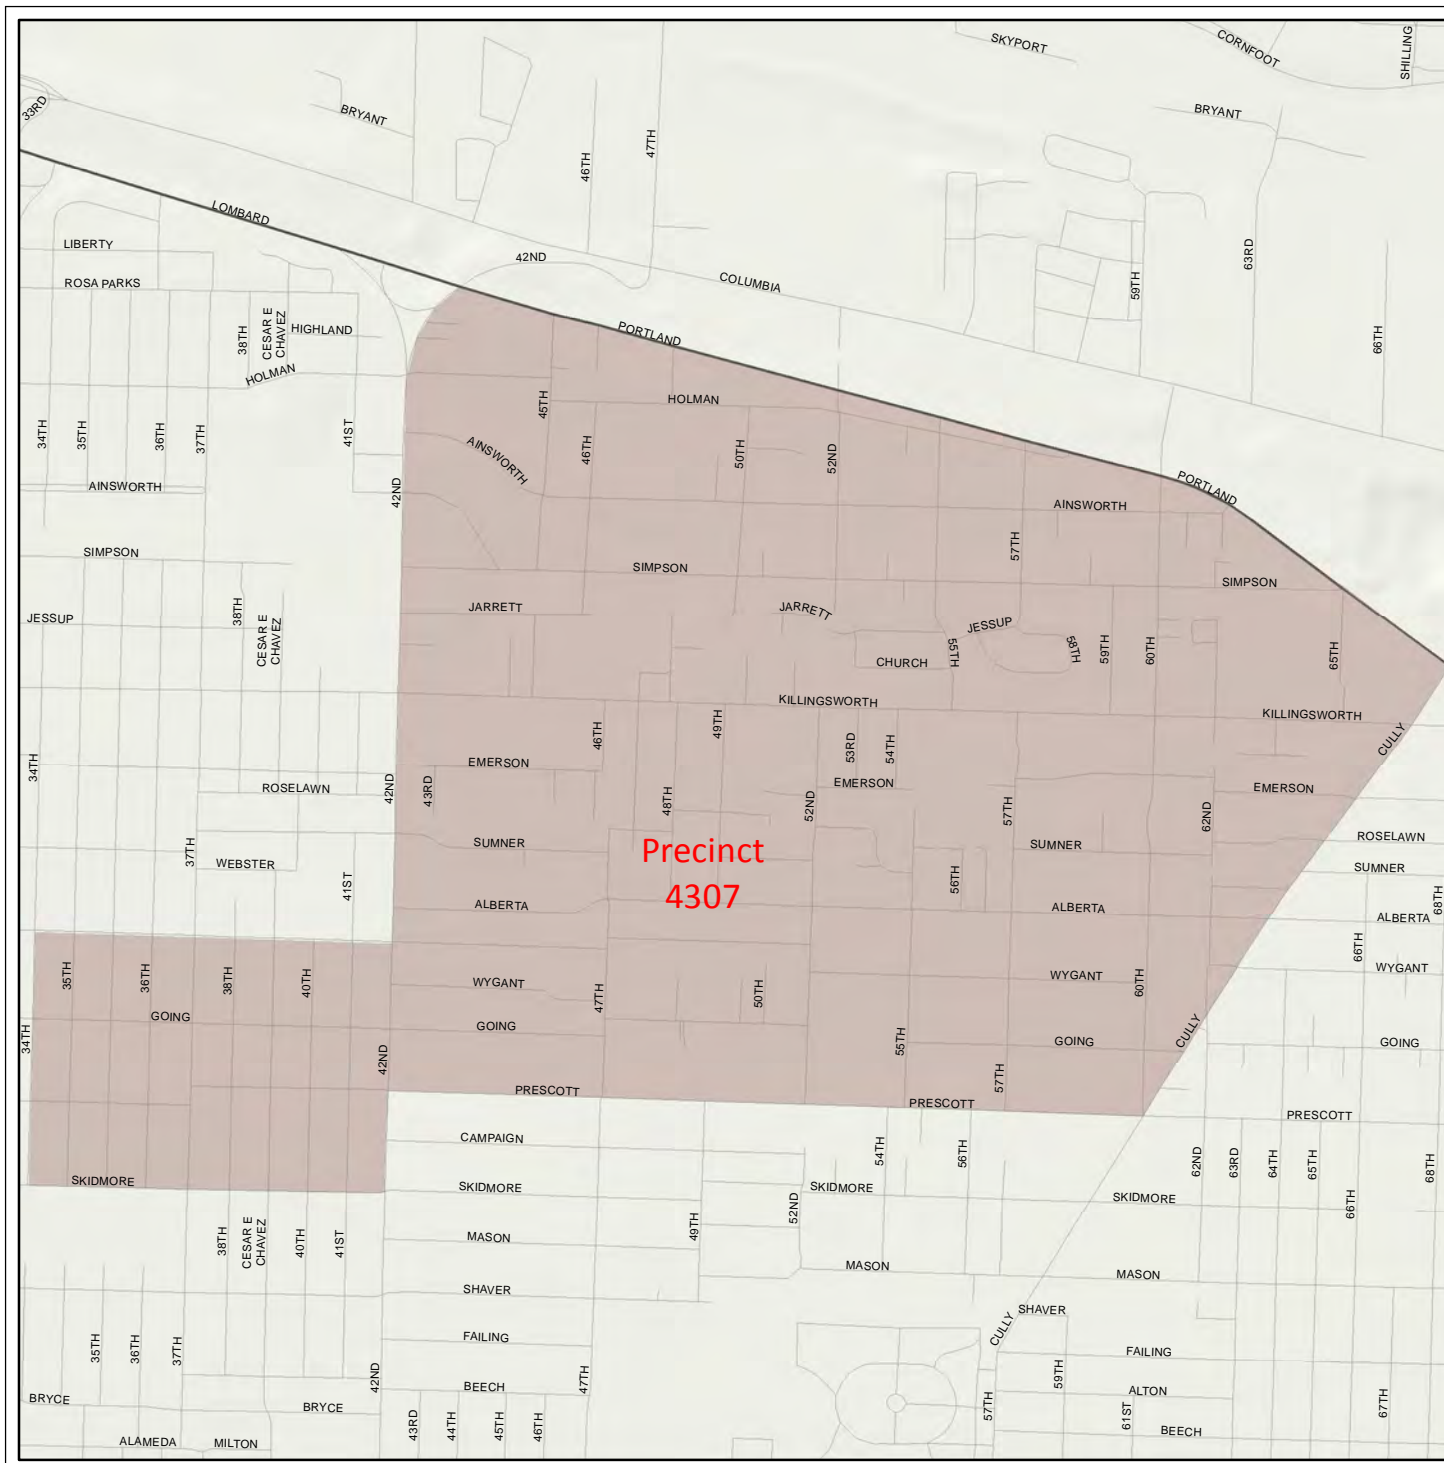 SKYPORT
CORNFOOT
SHILLING
33RD
BRYANT
BRYANT
46TH
47TH
LOMBARD
LIBERTY
42ND
COLUMBIA
63RD
59TH
ROSA PARKS
38TH
CESAR E
CHAVEZ
HIGHLAND
PORTLAND
66TH
HOLMAN
HOLMAN
34TH
35TH
36TH
37TH
41ST
45TH
46TH
50TH
52ND
AINSWORTH
AINSWORTH
42ND
PORTLAND
AINSWORTH
57TH
SIMPSON
SIMPSON
SIMPSON
JESSUP
38TH
CESAR E
CHAVEZ
JARRETT
JARRETT
JESSUP
CHURCH
55TH
58TH
59TH
60TH
65TH
KILLINGSWORTH
KILLINGSWORTH
CULLY
34TH
46TH
49TH
53RD
54TH
EMERSON
EMERSON
EMERSON
ROSELAWN
42ND
43RD
48TH
52ND
57TH
62ND
37TH
WEBSTER
SUMNER
Precinct
4307
SUMNER
ROSELAWN
SUMNER
41ST
56TH
68TH
ALBERTA
ALBERTA
ALBERTA
66TH
35TH
36TH
38TH
40TH
WYGANT
47TH
50TH
WYGANT
60TH
WYGANT
34TH
GOING
42ND
GOING
55TH
57TH
GOING
CULLY
GOING
PRESCOTT
PRESCOTT
PRESCOTT
CAMPAIGN
54TH
56TH
62ND
63RD
64TH
65TH
68TH
SKIDMORE
SKIDMORE
SKIDMORE
SKIDMORE
52ND
66TH
38TH
CESAR E
CHAVEZ
40TH
41ST
MASON
49TH
MASON
MASON
SHAVER
SHAVER
CULLY
35TH
36TH
37TH
FAILING
FAILING
42ND
BEECH
47TH
59TH
ALTON
BRYCE
BRYCE
43RD
44TH
45TH
46TH
57TH
61ST
67TH
BEECH
ALAMEDA
MILTON